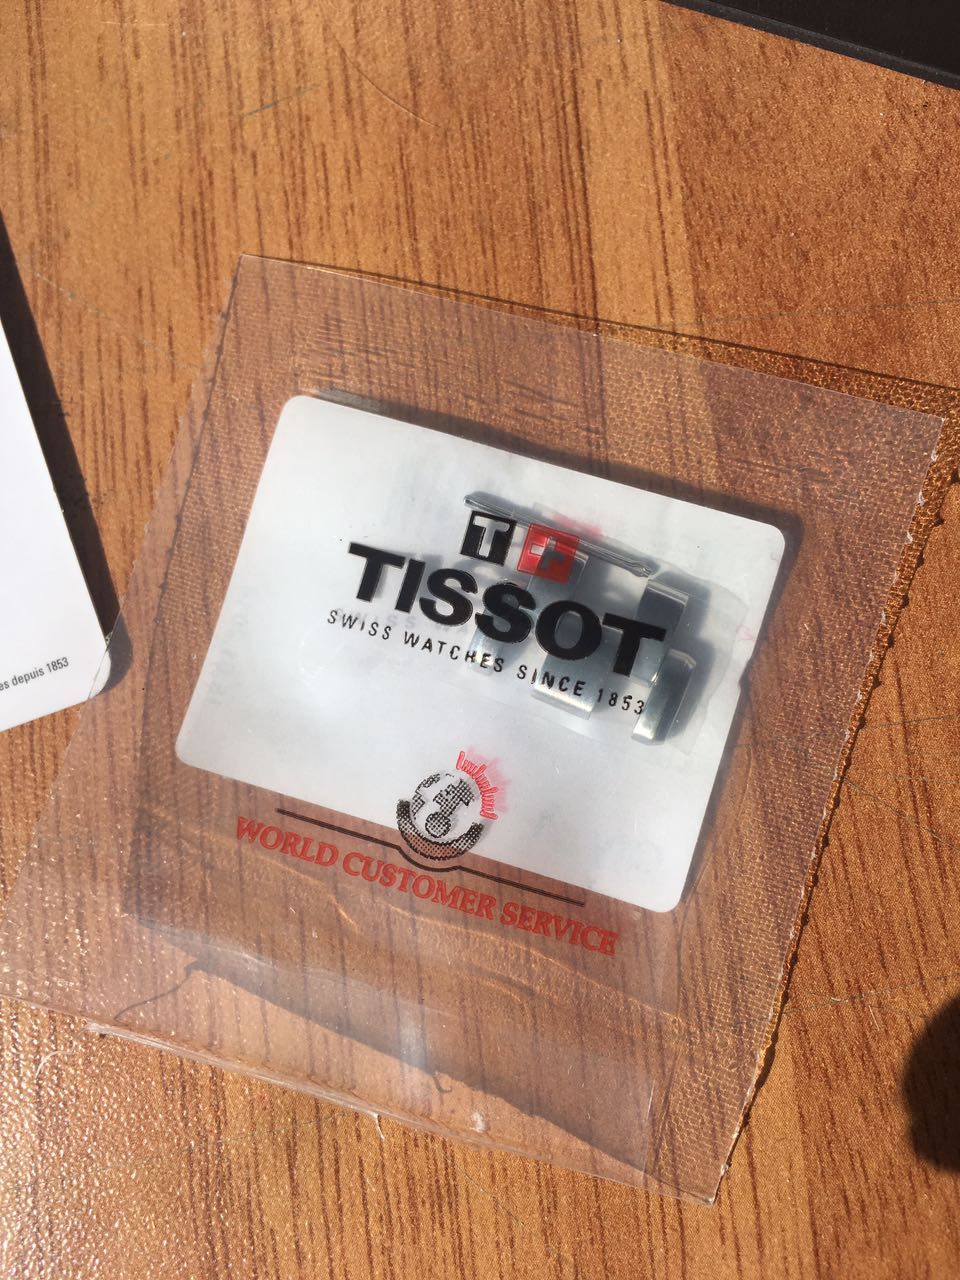 T+
TISSOT
SWISS WATCHES SINCE 1853
WORLD CUSTOMER SERVICE
es depuis 1853